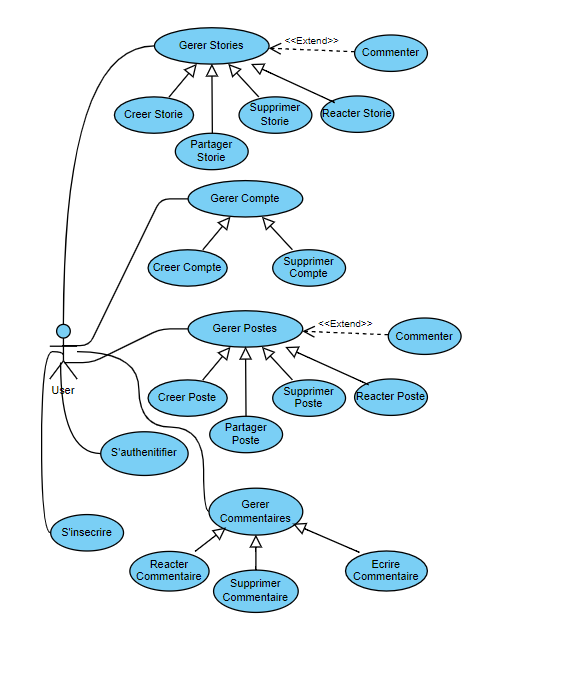 Gerer Stories
<<Extend>>
Commenter
Creer Storie
Supprimer
Storie
Reacter Storie
Partager
Storie
Gerer Compte
Creer Compte
Supprimer
Compte
Gerer Postes
<<Extend>>
Commenter
User
Creer Poste
Supprimer
Poste
Reacter Poste
Partager
Poste
S'authenitifier
Gerer
Commentaires
S'insecrire
Reacter
Commentaire
Supprimer
Commentaire
Ecrire
Commentaire